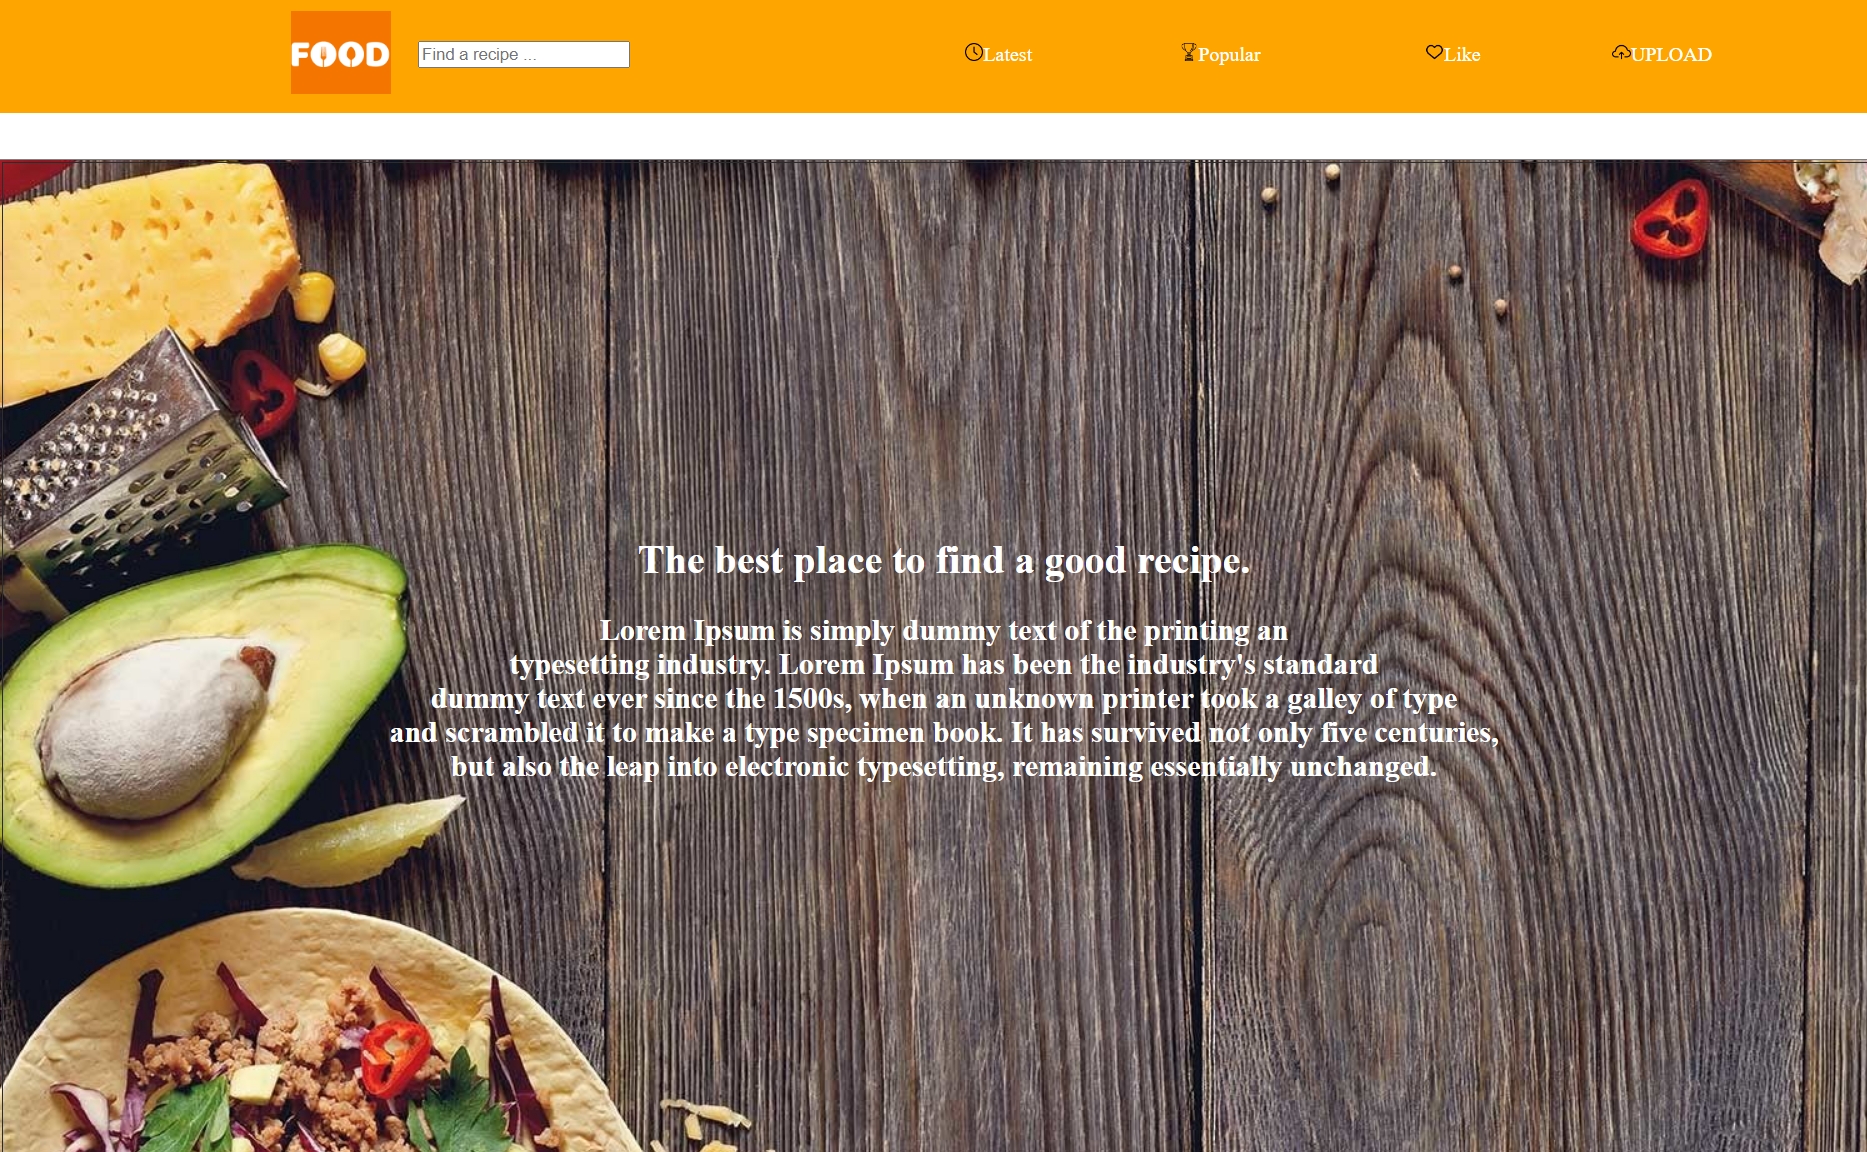 FOOD
Find a recipe ...
Latest
Popular
Like
UPLOAD
The best place to find a good recipe.
Lorem Ipsum is simply dummy text of the printing an
typesetting industry. Lorem Ipsum has been the industry's standard
dummy text ever since the 1500s, when an unknown printer took a galley of type
and scrambled it to make a type specimen book. It has survived not only five centuries,
but also the leap into electronic typesetting, remaining essentially unchanged.